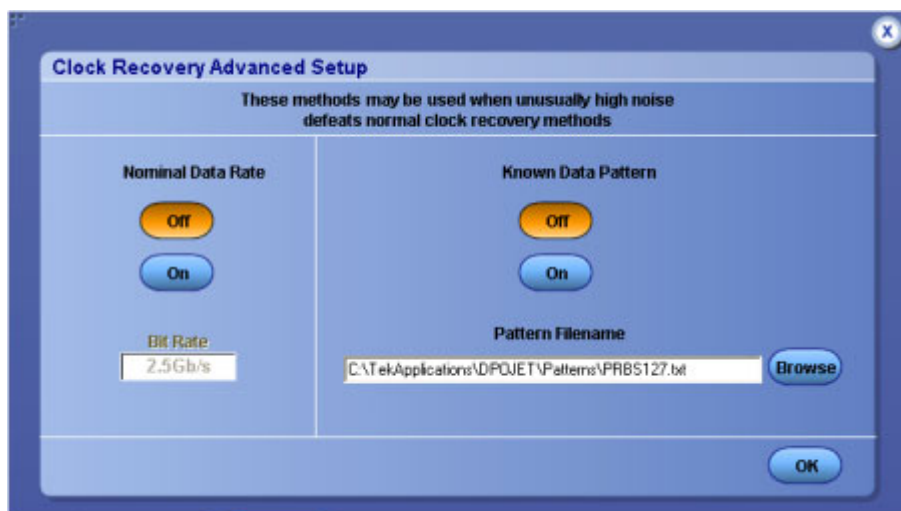 X
Clock Recovery Advanced Setup
These methods may be used when unusually high noise
defeats normal clock recovery methods
Nominal Data Rate
Off
On
Bit Rate
2.5Gb/s
Known Data Pattern
Off
On
Pattern Filename
C:\TekApplications\DPOJET\Patterns\PRBS127.txt
Browse
OK